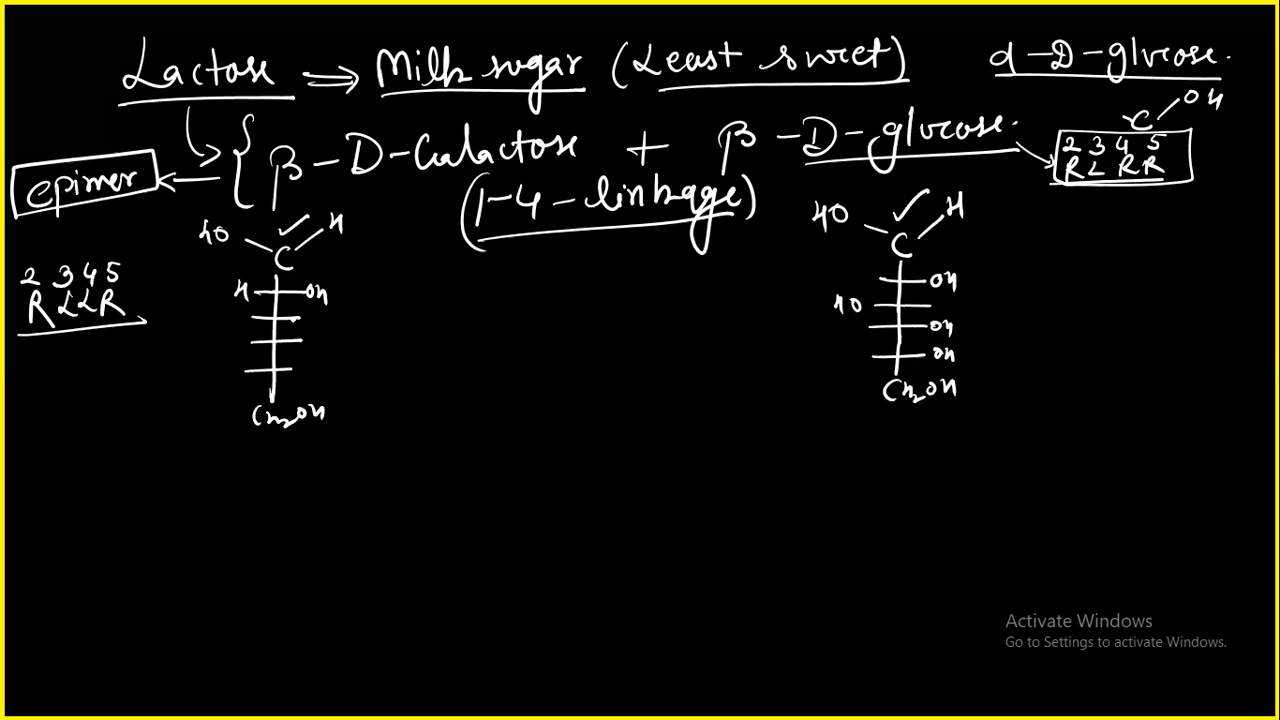 Lactose ⇒ Milk sugar (Least sweet)
α-D-glucose.
C OH
{ β-D-Galactose + β-D-glucose.
2 3 4 5
R L R R
epimer
(1-4-linkage)
HO H
C
HO H
C
2 3 4 5
R L L R
H OH
OH
HO
OH
OH
CH2OH
CH2OH
Activate Windows
Go to Settings to activate Windows.